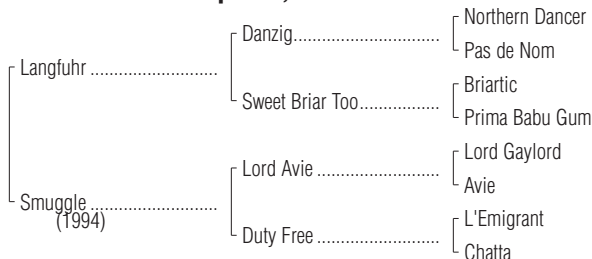 Northern Dancer
Danzig..................................
Pas de Nom
Langfuhr .............................
Briartic
Sweet Briar Too...................
Prima Babu Gum
Lord Gaylord
Lord Avie .............................
Avie
Smuggle .............................
(1994)
L'Emigrant
Duty Free .............................
Chatta